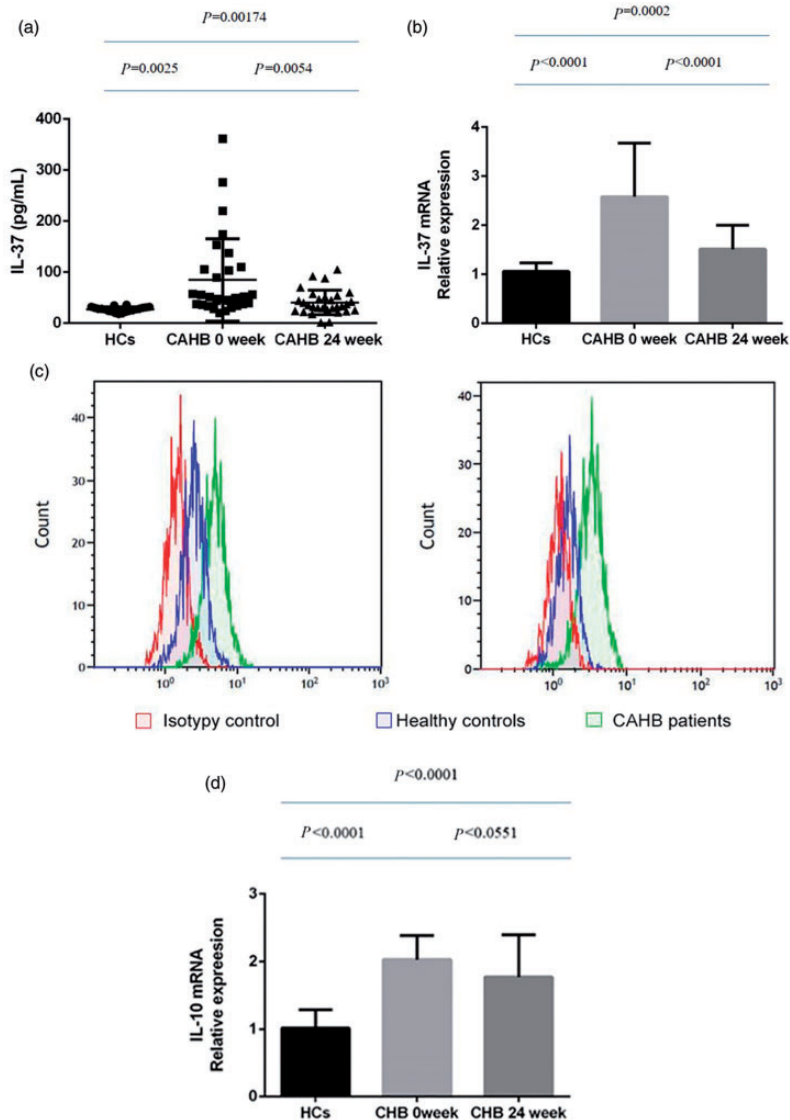 (a)
P=0.00174
P=0.0025 P=0.0054
IL-37 (pg/mL)
400
300
200
100
0
HCs CAHB 0 week CAHB 24 week
(b)
P=0.0002
P<0.0001 P<0.0001
IL-37 mRNA
Relative expression
4
3
2
1
0
HCs CAHB 0 week CAHB 24 week
(c)
Count
40
30
20
10
0
10⁰ 10¹ 10² 10³
Count
40
30
20
10
0
10⁰ 10¹ 10² 10³
Isotypy control Healthy controls CAHB patients
(d)
P<0.0001
P<0.0001 P<0.0551
IL-10 mRNA
Relative expreesion
3
2
1
0
HCs CHB 0week CHB 24 week